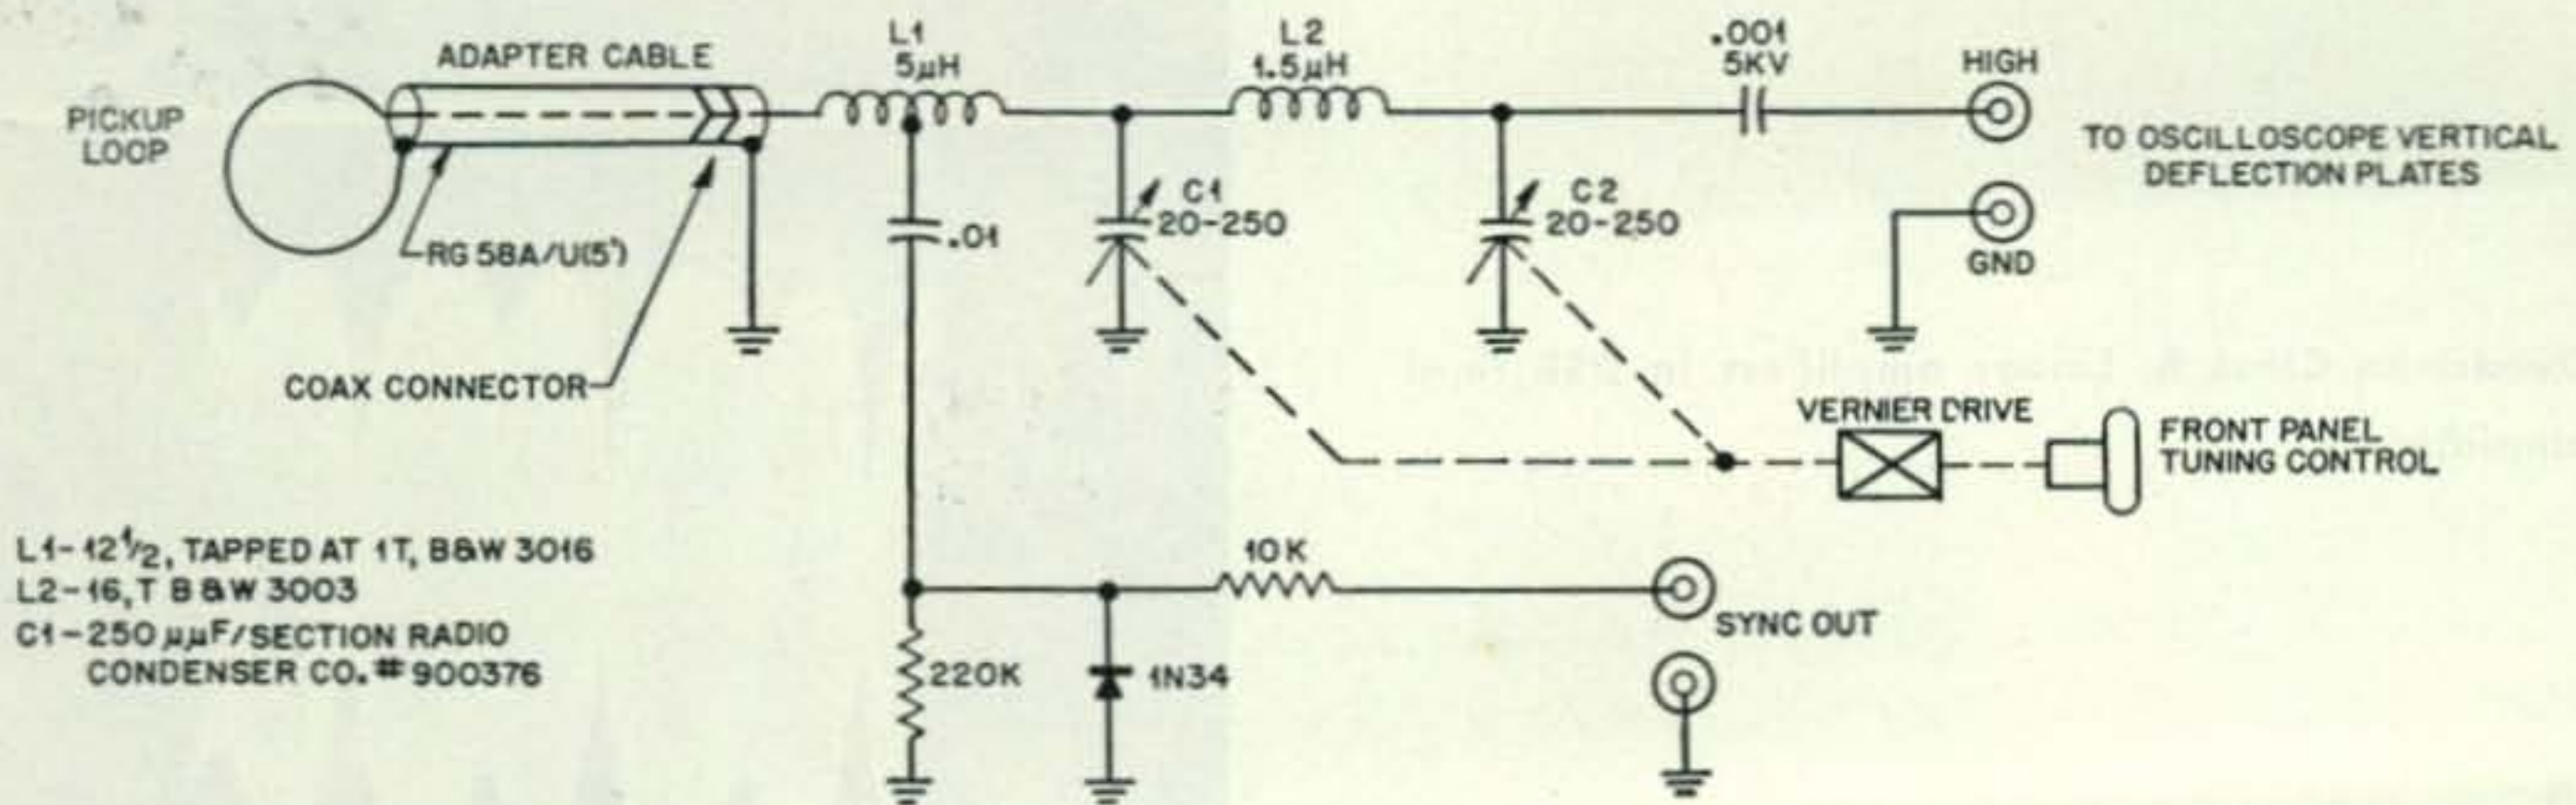 PICKUP
LOOP
ADAPTER CABLE
RG 58A/U(5')
COAX CONNECTOR
L1
5µH
.01
C1
20-250
L2
1.5µH
C2
20-250
.001
5KV
HIGH
GND
TO OSCILLOSCOPE VERTICAL
DEFLECTION PLATES
VERNIER DRIVE
FRONT PANEL
TUNING CONTROL
L1-12 1/2, TAPPED AT 1T, B&W 3016
L2-16,T B&W 3003
C1-250 µµF/SECTION RADIO
CONDENSER CO. # 900376
220K
1N34
10K
SYNC OUT